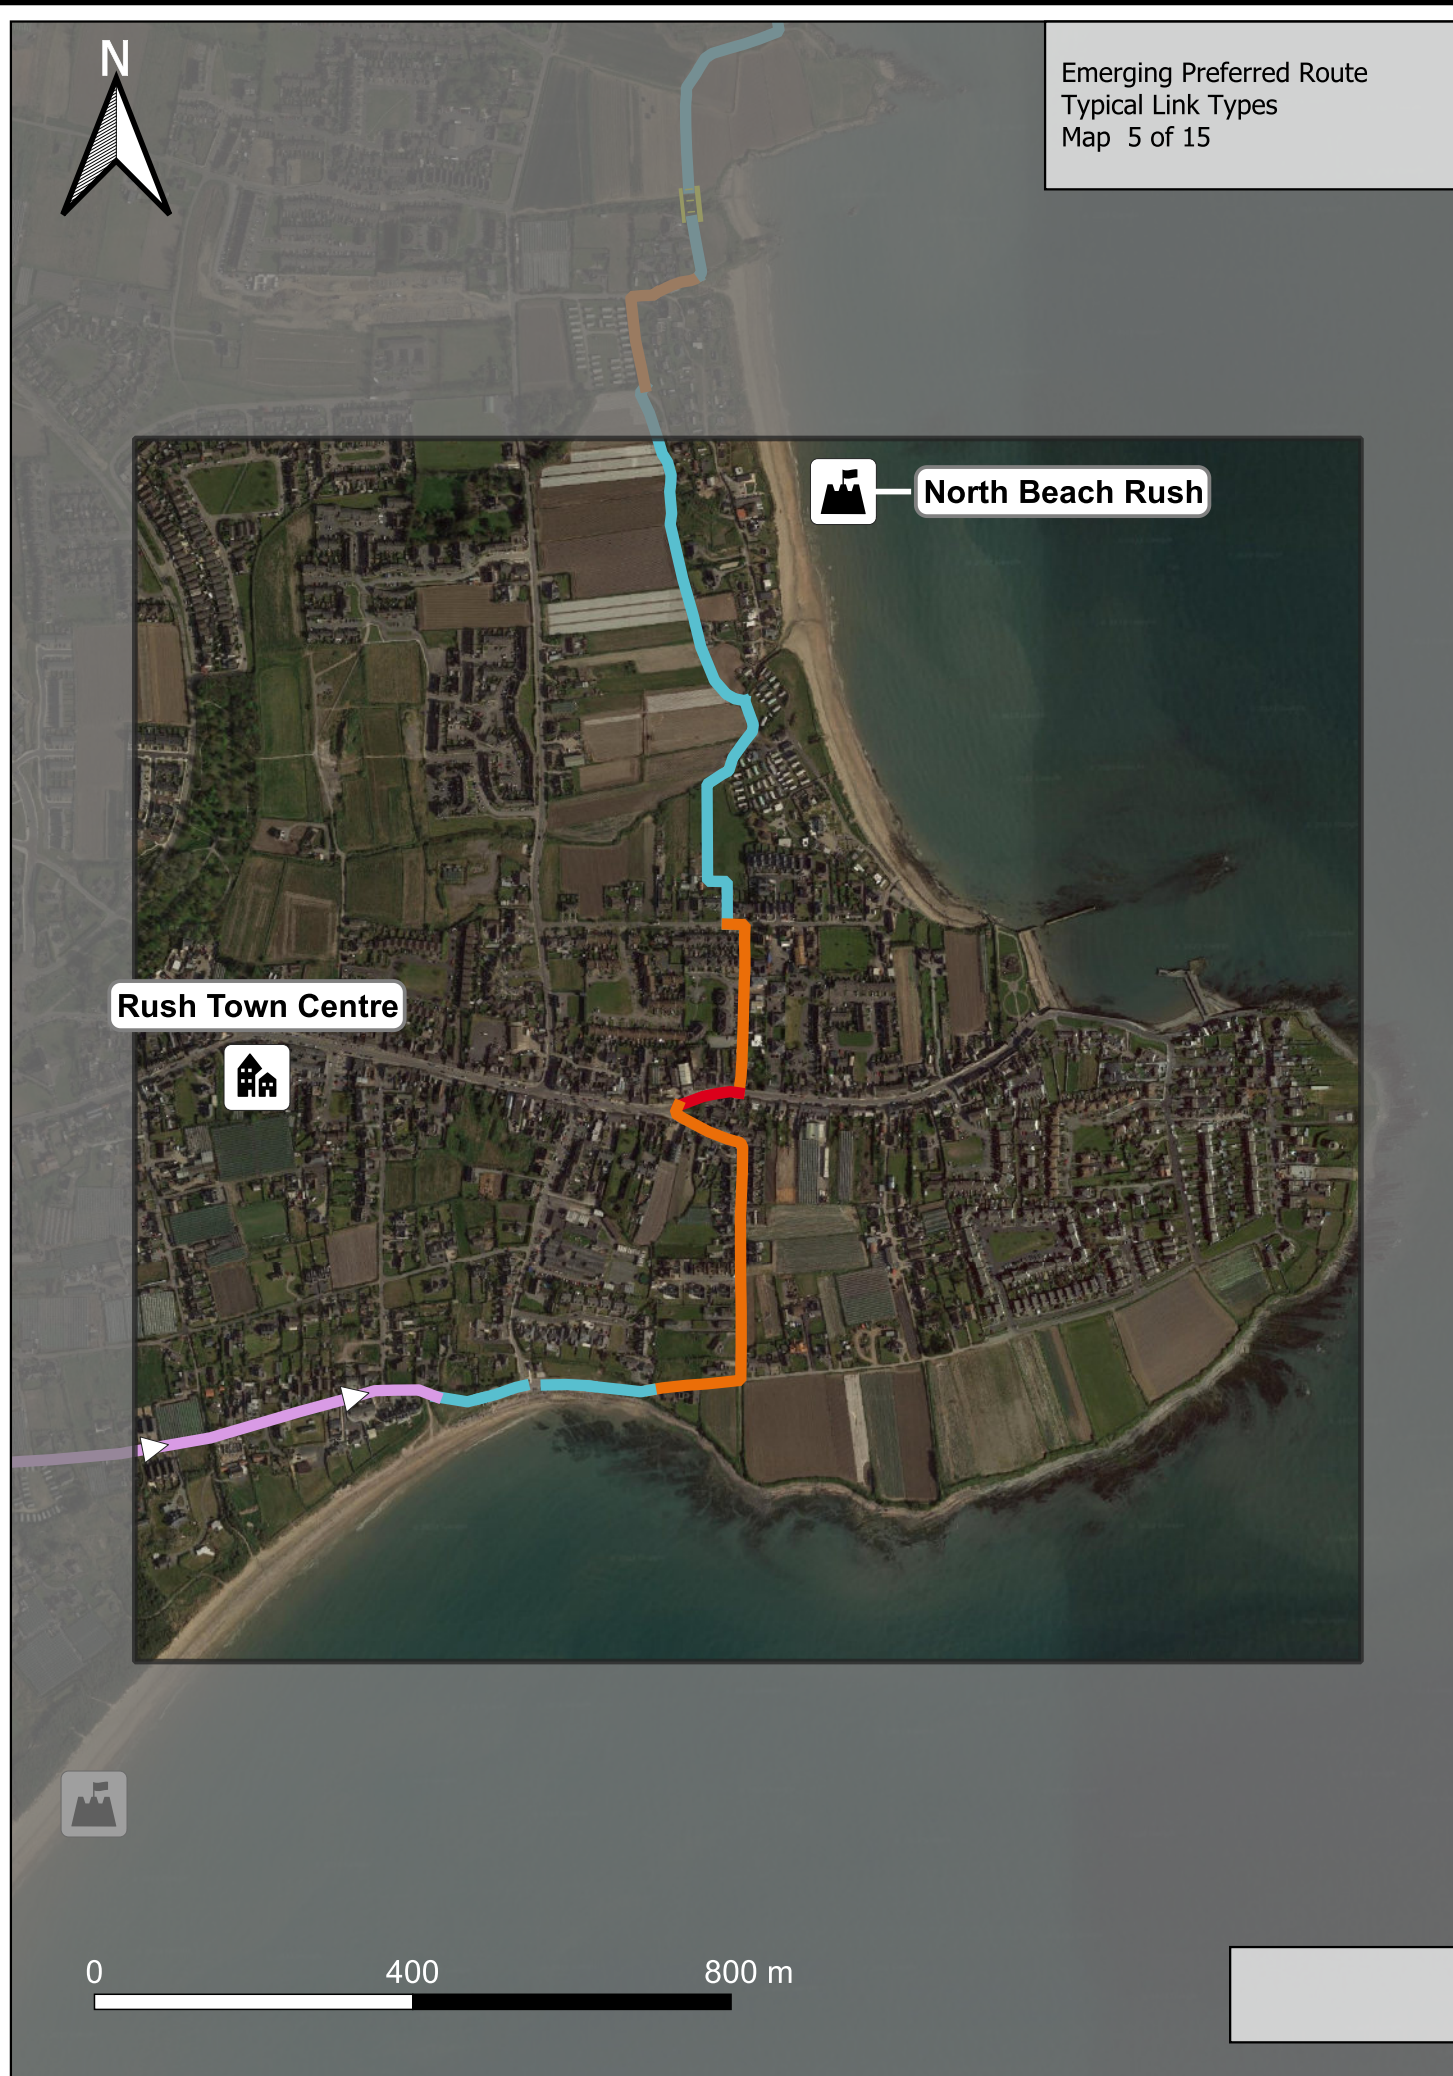 N
Emerging Preferred Route
Typical Link Types
Map 5 of 15
North Beach Rush
Rush Town Centre
0 400 800 m